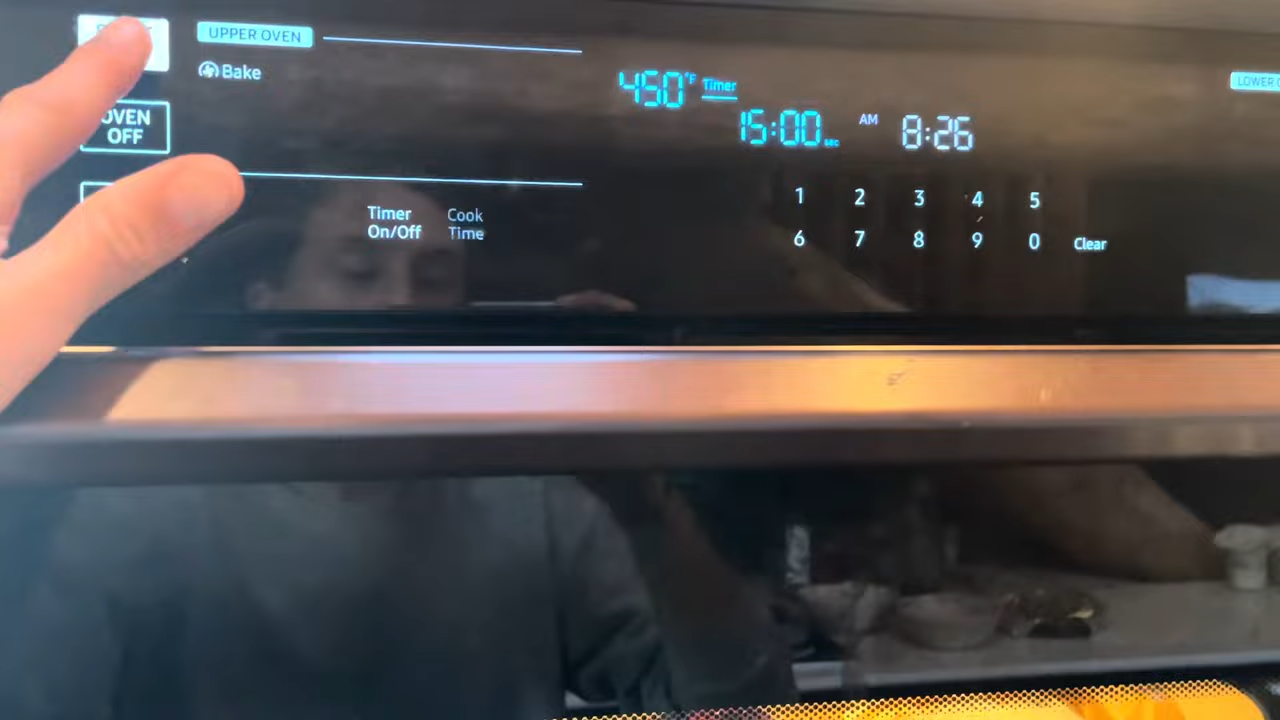 UPPER OVEN
Bake
OVEN
OFF
450°F Timer
15:00 sec
AM 8:26
LOWER
Timer
On/Off
Cook
Time
1 2 3 4 5
6 7 8 9 0 Clear